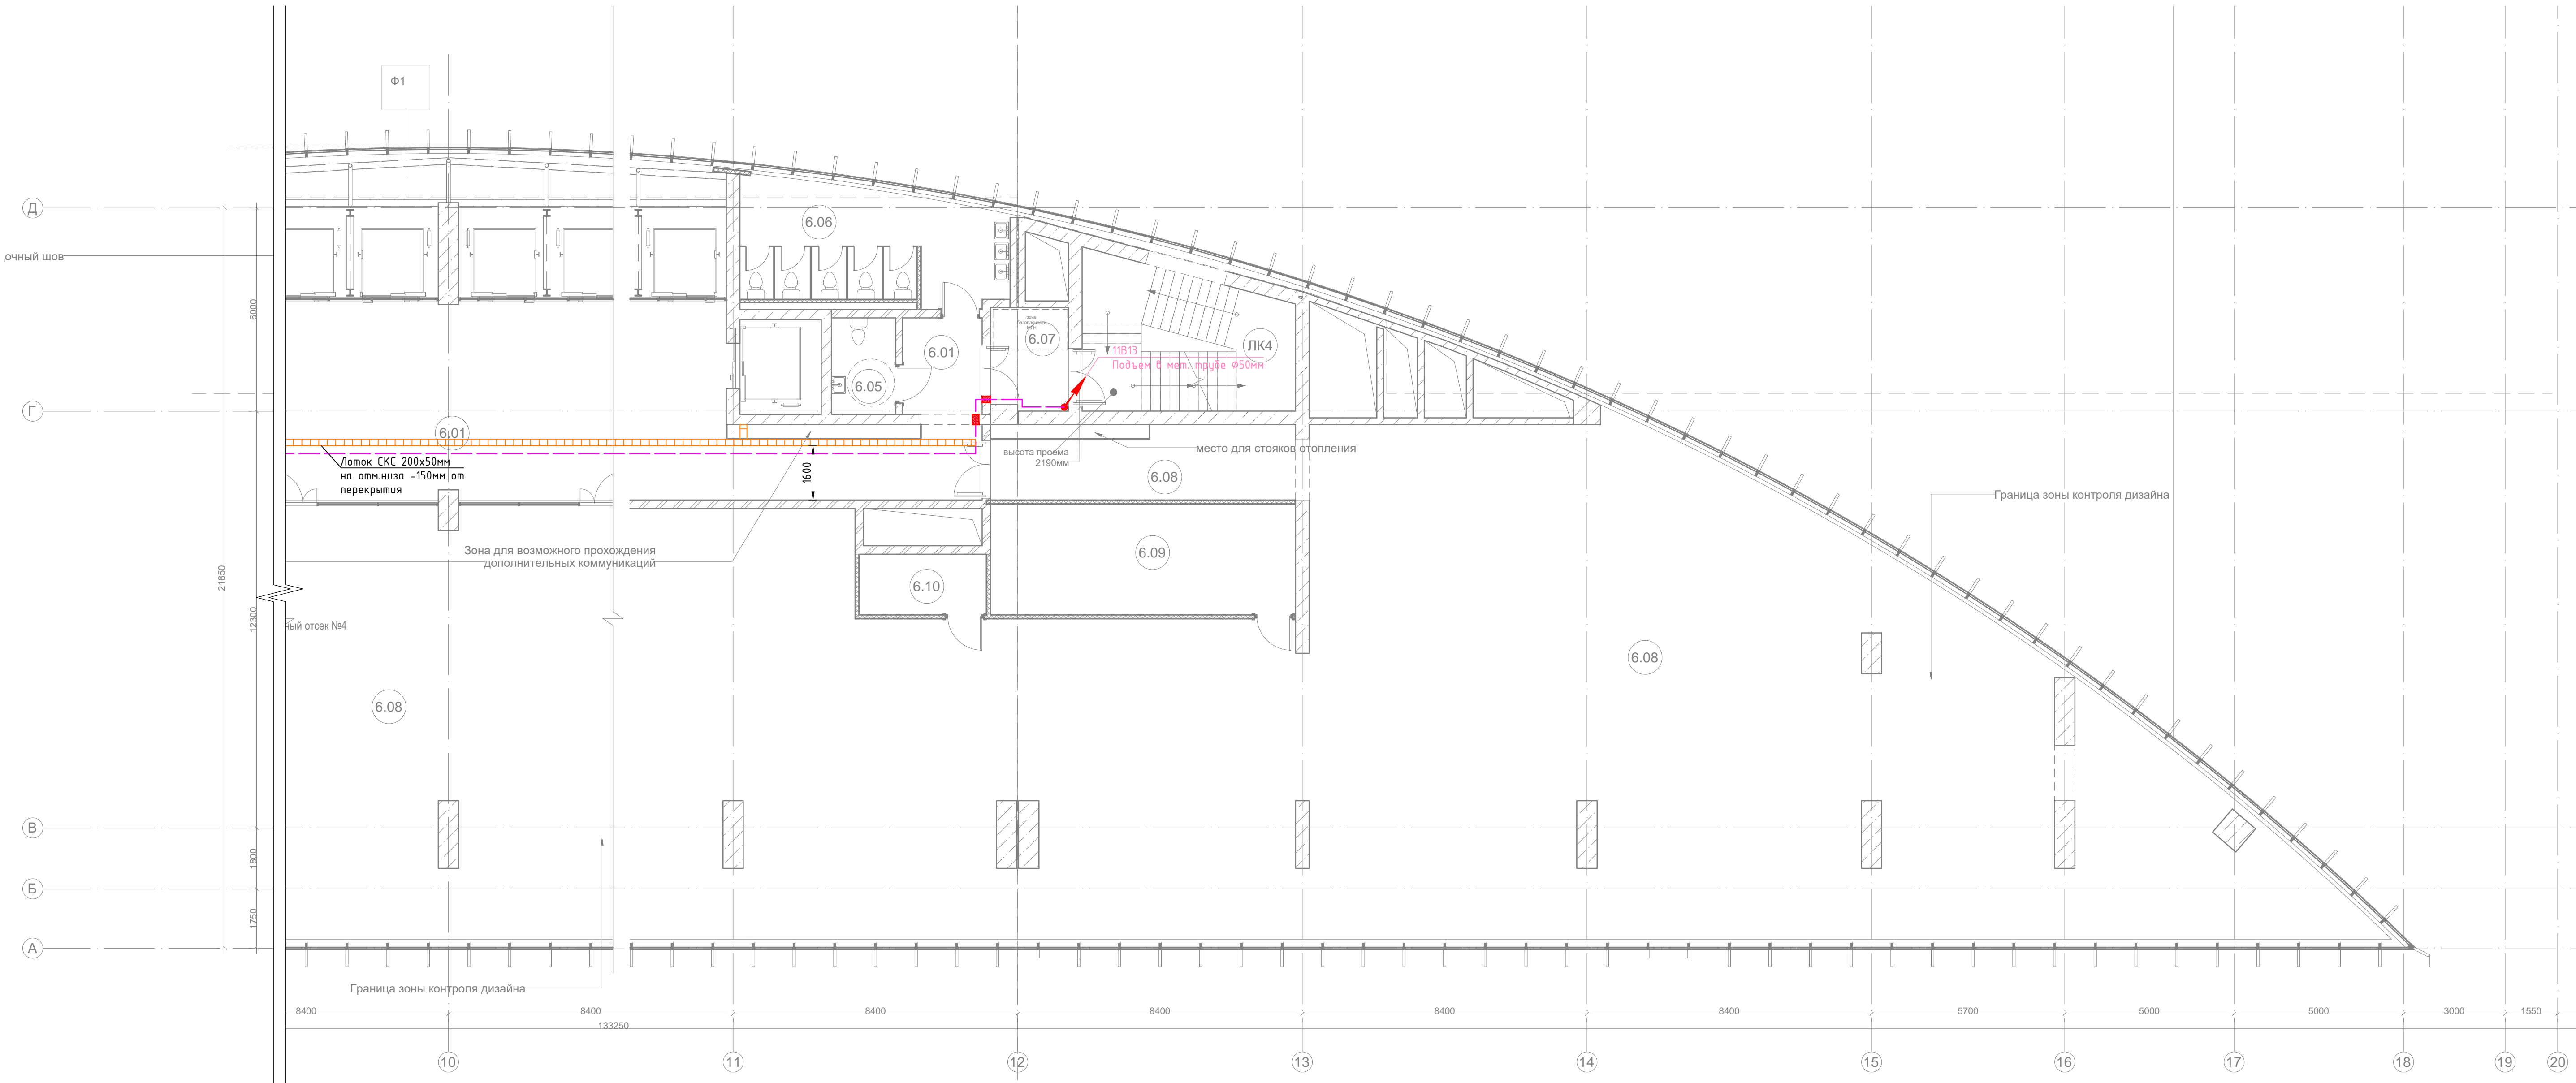 Ф1
Д
очный шов
6.06
6000
зона
безопасности
МГН
6.07
6.01
ЛК4
11В13
Подъем в мет. трубе Ф50мм
6.05
Г
6.01
Лоток СКС 200х50мм
на отм.низа -150мм от
перекрытия
1600
высота проема
2190мм
место для стояков отопления
6.08
Граница зоны контроля дизайна
Зона для возможного прохождения
дополнительных коммуникаций
6.09
6.10
21850
12300
ный отсек №4
6.08
6.08
В
1800
Б
1750
А
Граница зоны контроля дизайна
8400
8400
8400
8400
8400
8400
5700
5000
5000
3000
1550
133250
10
11
12
13
14
15
16
17
18
19
20